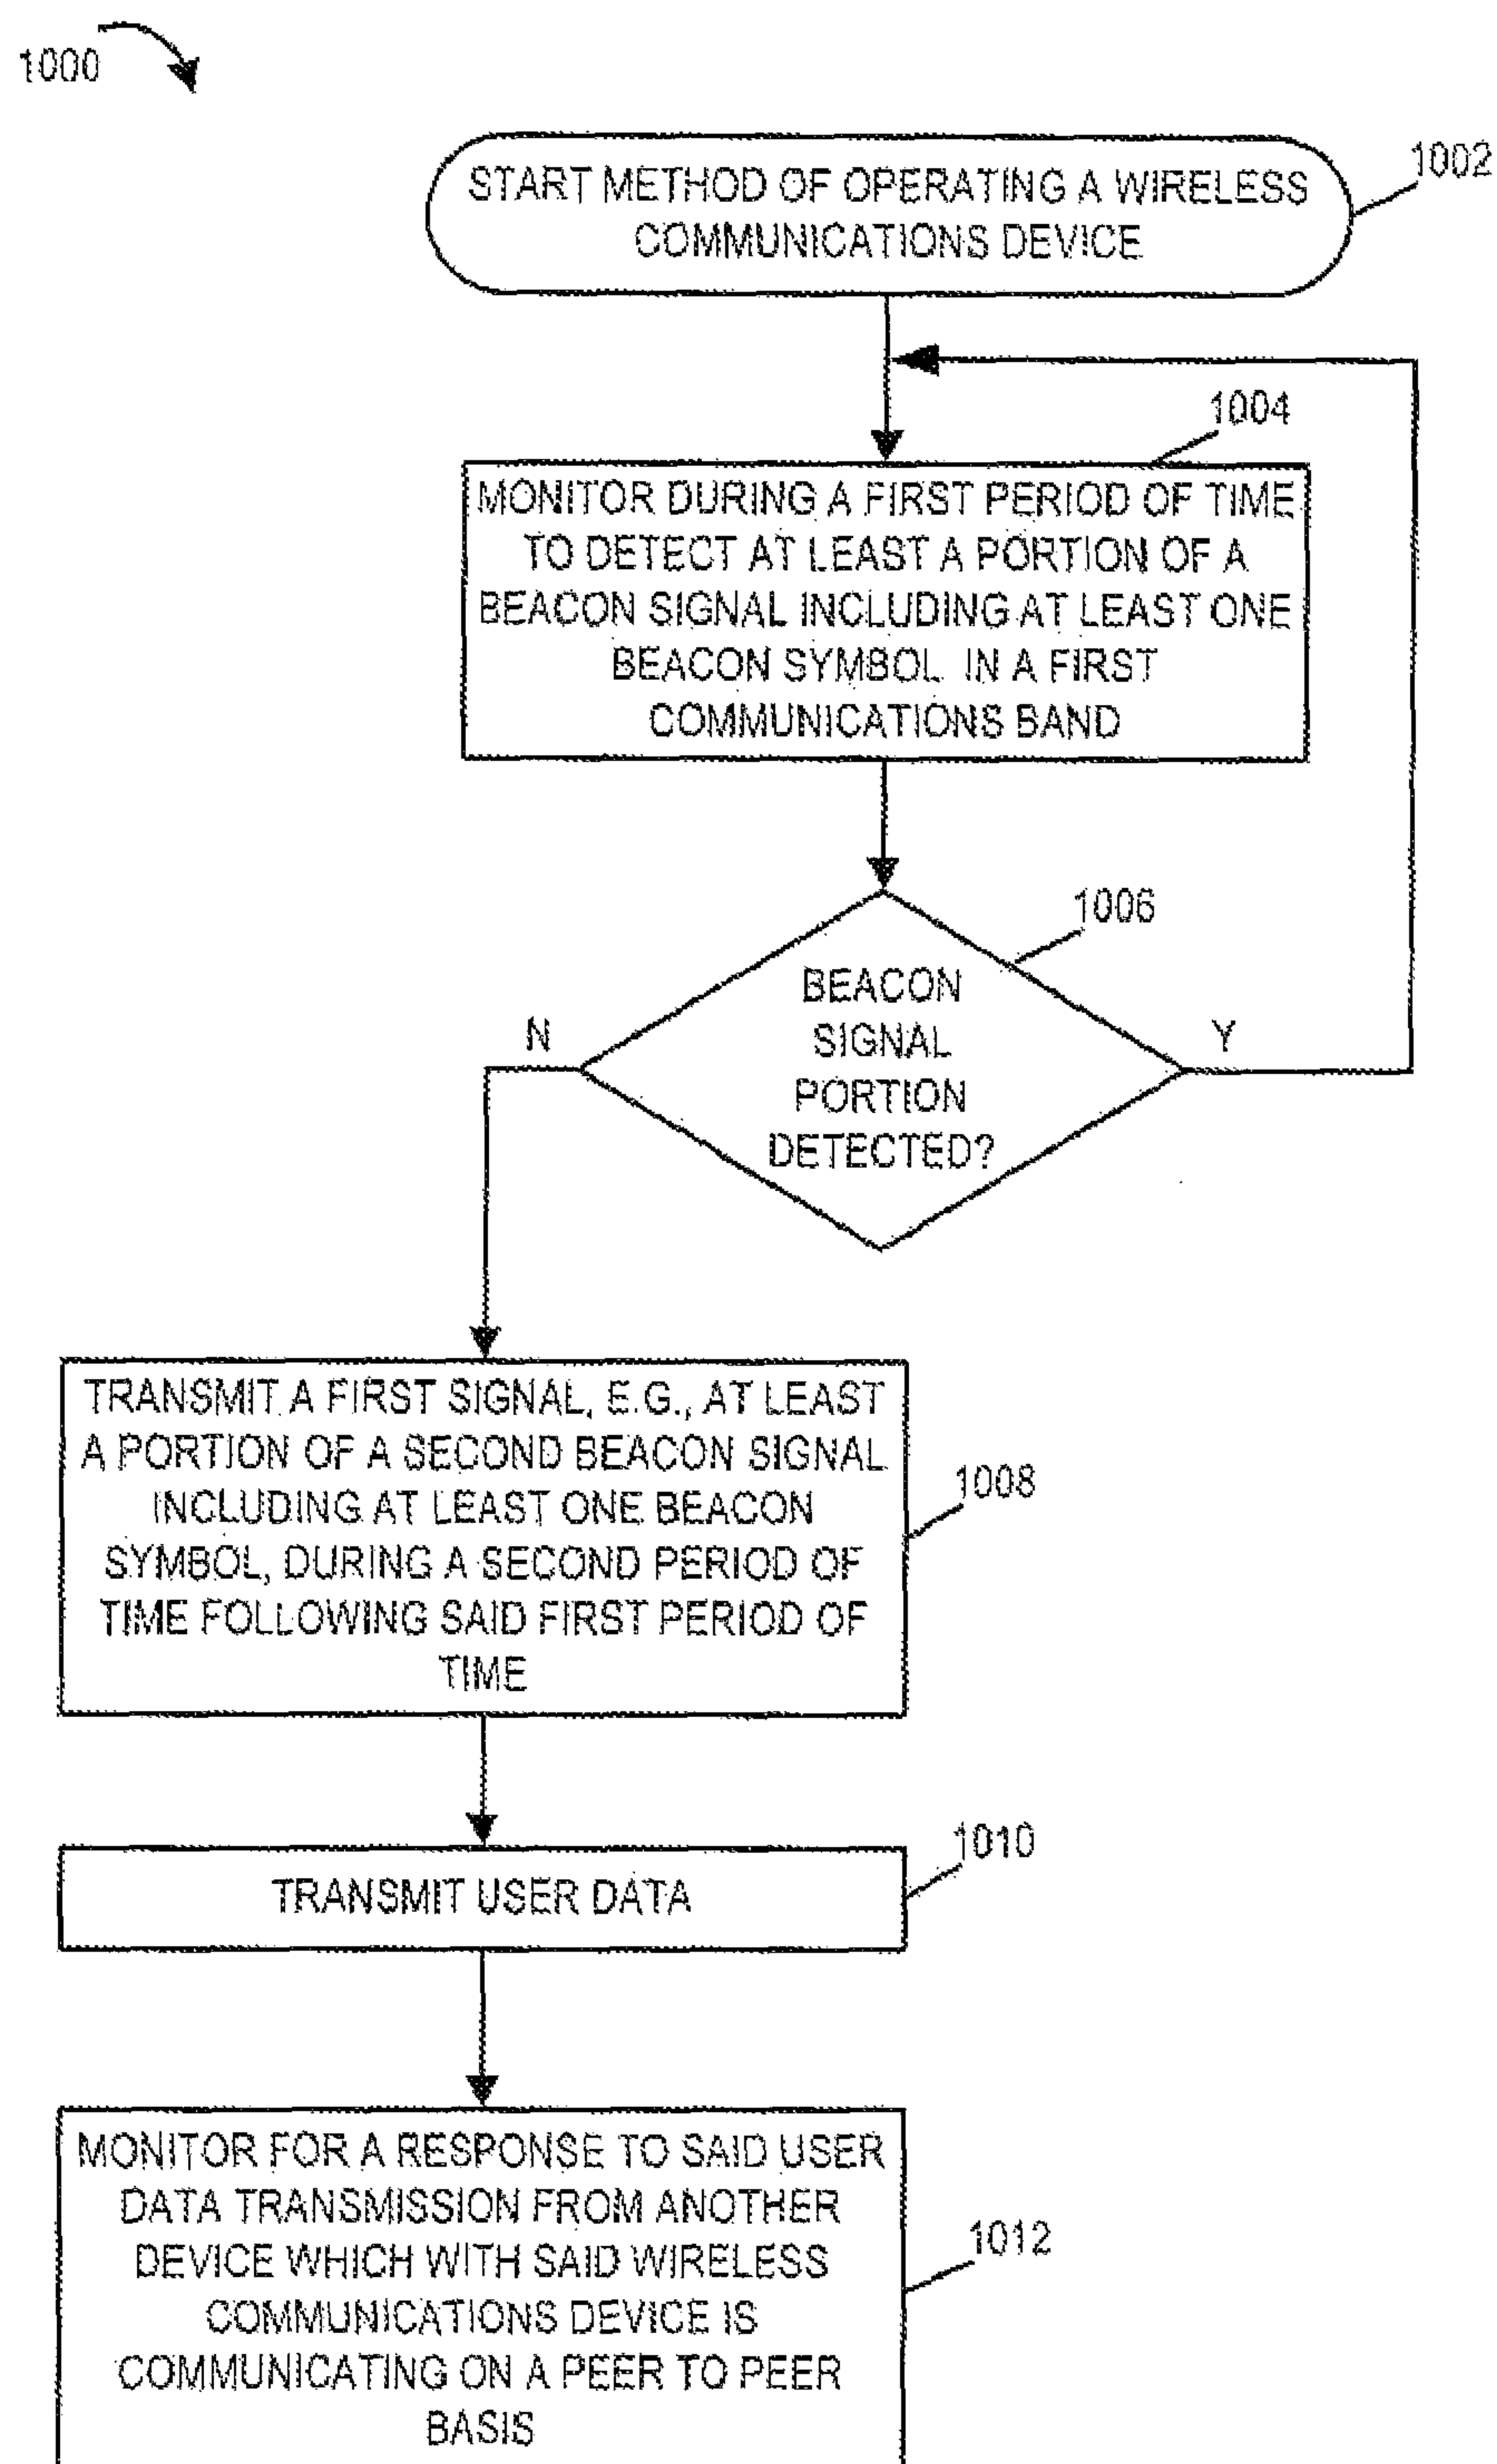 1000
START METHOD OF OPERATING A WIRELESS
COMMUNICATIONS DEVICE
1002
1004
MONITOR DURING A FIRST PERIOD OF TIME
TO DETECT AT LEAST A PORTION OF A
BEACON SIGNAL INCLUDING AT LEAST ONE
BEACON SYMBOL IN A FIRST
COMMUNICATIONS BAND
1006
BEACON
SIGNAL
PORTION
DETECTED?
N
Y
TRANSMIT A FIRST SIGNAL, E.G., AT LEAST
A PORTION OF A SECOND BEACON SIGNAL
INCLUDING AT LEAST ONE BEACON
SYMBOL, DURING A SECOND PERIOD OF
TIME FOLLOWING SAID FIRST PERIOD OF
TIME
1008
1010
TRANSMIT USER DATA
MONITOR FOR A RESPONSE TO SAID USER
DATA TRANSMISSION FROM ANOTHER
DEVICE WHICH WITH SAID WIRELESS
COMMUNICATIONS DEVICE IS
COMMUNICATING ON A PEER TO PEER
BASIS
1012